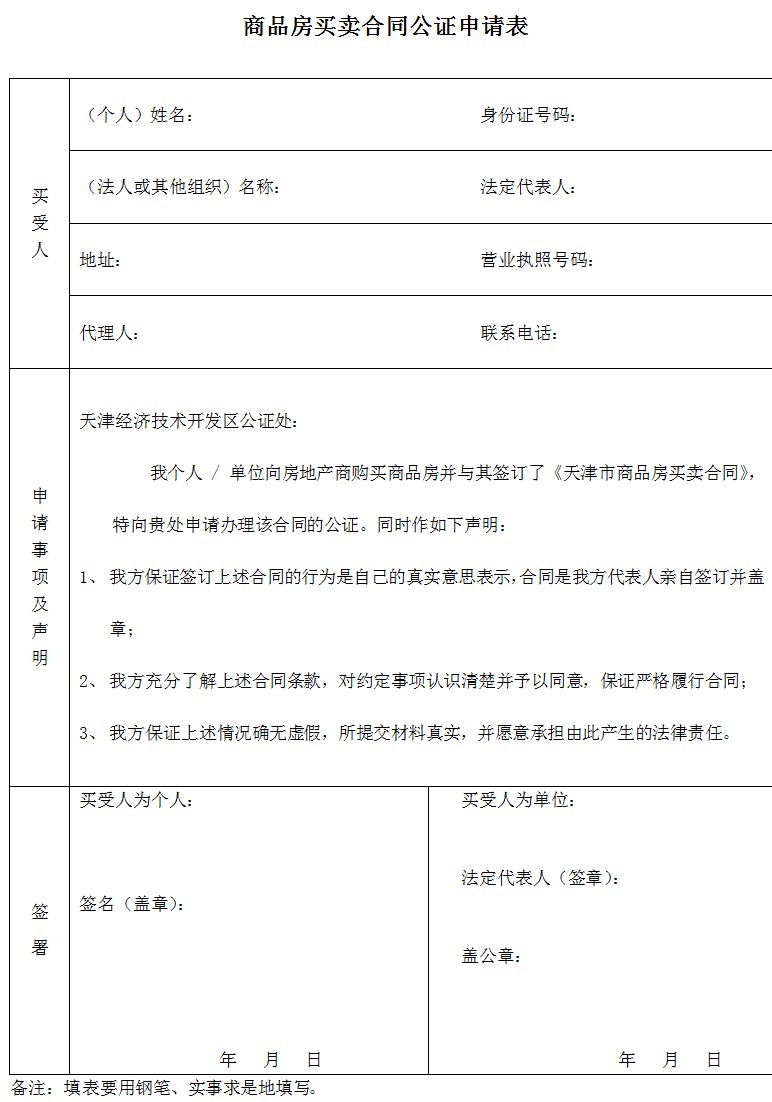 商品房买卖合同公证申请表
买受人
（个人）姓名： 身份证号码：
（法人或其他组织）名称： 法定代表人：
地址： 营业执照号码：
代理人： 联系电话：
申请事项及声明
天津经济技术开发区公证处：
我个人 / 单位向房地产商购买商品房并与其签订了《天津市商品房买卖合同》，
特向贵处申请办理该合同的公证。同时作如下声明：
1、我方保证签订上述合同的行为是自己的真实意思表示，合同是我方代表人亲自签订并盖
章；
2、我方充分了解上述合同条款，对约定事项认识清楚并予以同意，保证严格履行合同；
3、我方保证上述情况确无虚假，所提交材料真实，并愿意承担由此产生的法律责任。
签署
买受人为个人：
签名（盖章）：
年 月 日
买受人为单位：
法定代表人（签章）：
盖公章：
年 月 日
备注：填表要用钢笔、实事求是地填写。